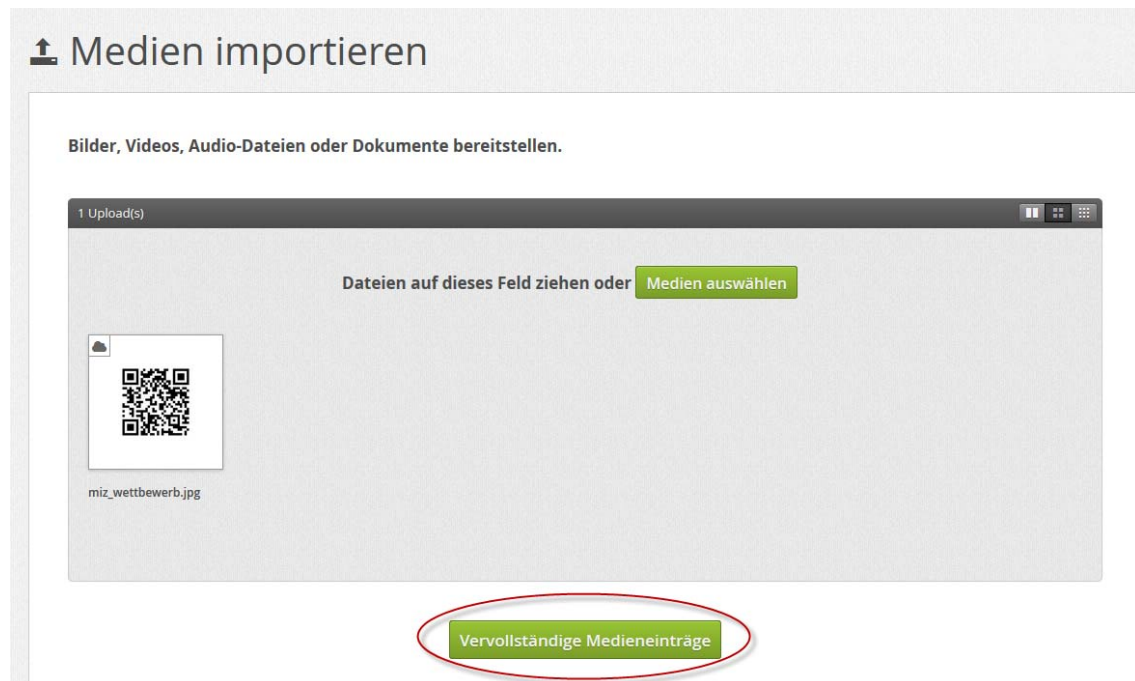 Medien importieren
Bilder, Videos, Audio-Dateien oder Dokumente bereitstellen.
1 Upload(s)
Dateien auf dieses Feld ziehen oder Medien auswählen
miz_wettbewerb.jpg
Vervollständige Medieneinträge